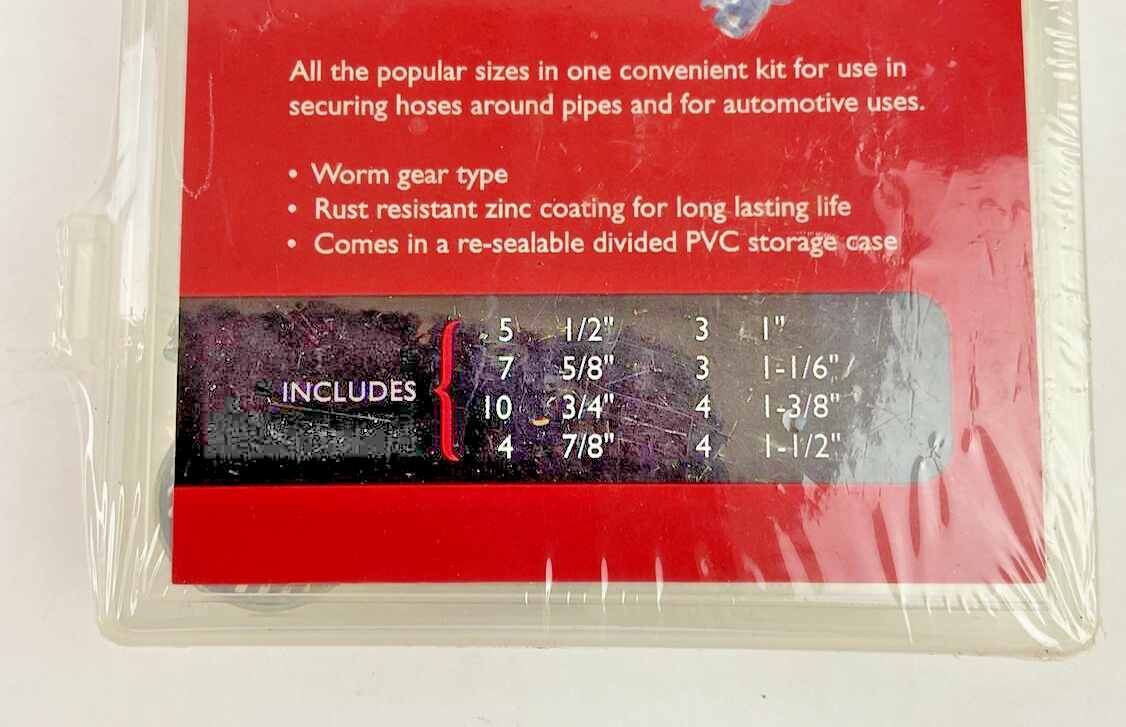 All the popular sizes in one convenient kit for use in
securing hoses around pipes and for automotive uses.
• Worm gear type
• Rust resistant zinc coating for long lasting life
• Comes in a re-sealable divided PVC storage case
INCLUDES
5 1/2" 3 1"
7 5/8" 3 1-1/6"
10 3/4" 4 1-3/8"
4 7/8" 4 1-1/2"